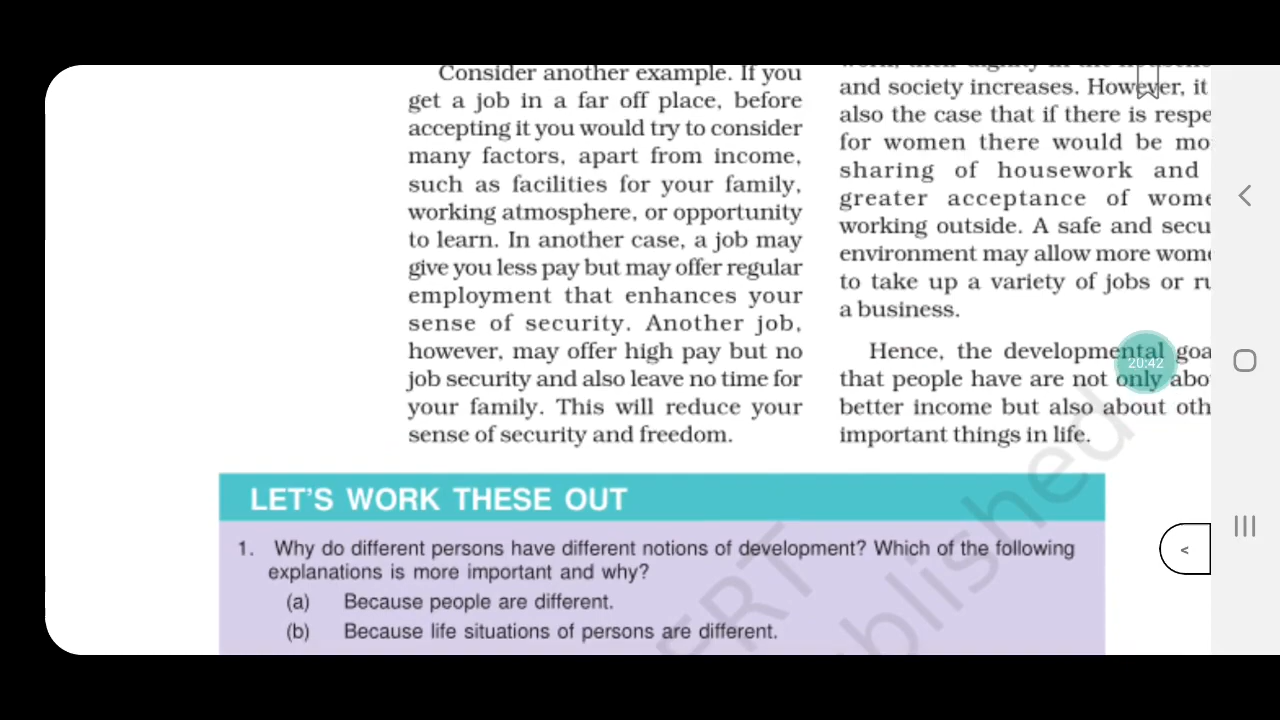 Consider another example. If you
get a job in a far off place, before
accepting it you would try to consider
many factors, apart from income,
such as facilities for your family,
working atmosphere, or opportunity
to learn. In another case, a job may
give you less pay but may offer regular
employment that enhances your
sense of security. Another job,
however, may offer high pay but no
job security and also leave no time for
your family. This will reduce your
sense of security and freedom.
and society increases. However, it
also the case that if there is respe
for women there would be mo
sharing of housework and
greater acceptance of wome
working outside. A safe and secu
environment may allow more wome
to take up a variety of jobs or ru
a business.
Hence, the developmental goa
that people have are not only abo
better income but also about oth
important things in life.
20:42
LET'S WORK THESE OUT
1. Why do different persons have different notions of development? Which of the following
explanations is more important and why?
(a) Because people are different.
(b) Because life situations of persons are different.